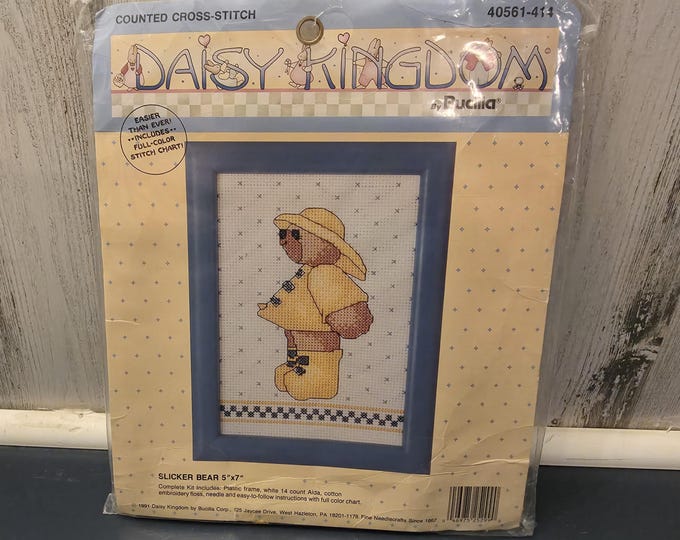 COUNTED CROSS-STITCH
40561-411
DAISY KINGDOM
by Bucilla®
EASIER
THAN EVER!
··INCLUDES··
FULL-COLOR
STITCH CHART!
SLICKER BEAR 5"x7"
Complete Kit Includes: Plastic frame, white 14 count Aida, cotton
embroidery floss, needle and easy-to-follow instructions with full color chart.
© 1991 Daisy Kingdom by Bucilla Corp., 125 Jaycee Drive, West Hazleton, PA 18201-1179. Fine Needlecrafts Since 1867